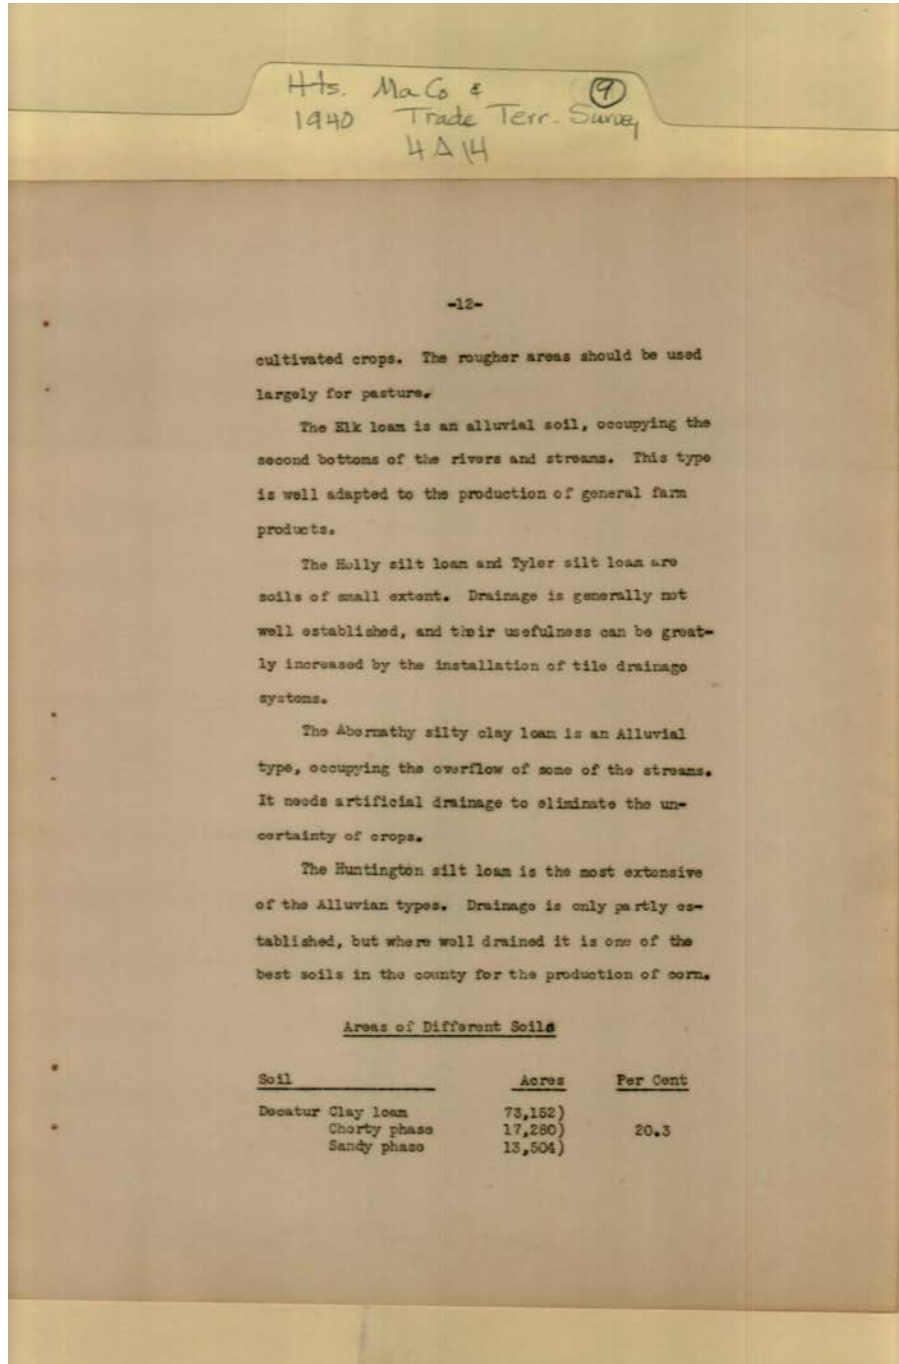 Hts. Ma Co & 9
1940 Trade Terr. Survey
4A14
-12-
cultivated crops. The rougher areas should be used
largely for pasture.
The Elk loam is an alluvial soil, occupying the
second bottoms of the rivers and streams. This type
is well adapted to the production of general farm
products.
The Holly silt loam and Tyler silt loam are
soils of small extent. Drainage is generally not
well established, and their usefulness can be great-
ly increased by the installation of tile drainage
systems.
The Abernathy silty clay loam is an Alluvial
type, occupying the overflow of some of the streams.
It needs artificial drainage to eliminate the un-
certainty of crops.
The Huntington silt loam is the most extensive
of the Alluvian types. Drainage is only partly es-
tablished, but where well drained it is one of the
best soils in the county for the production of corn.
Areas of Different Soils
Soil Acres Per Cent
Decatur Clay loam 73,152)
Cherty phase 17,280) 20.3
Sandy phase 13,504)